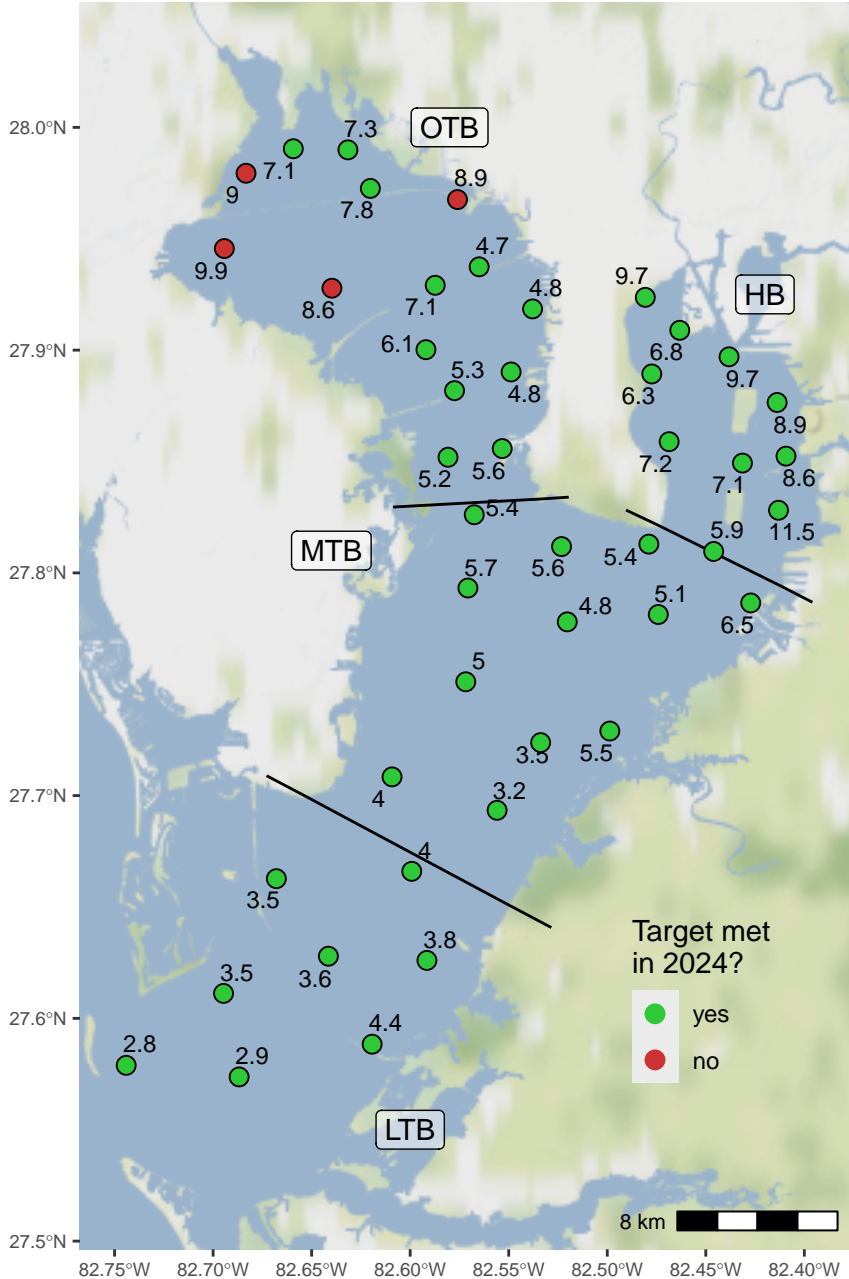 28.0°N
27.9°N
27.8°N
27.7°N
27.6°N
27.5°N
OTB
7.3
7.1
9
7.8
8.9
9.9
4.7
8.6
7.1
4.8
9.7
HB
6.1
6.8
9.7
5.3
4.8
6.3
8.9
5.2
5.6
7.2
7.1
8.6
5.4
11.5
MTB
5.6
5.4
5.9
5.7
4.8
5.1
6.5
5
3.5
5.5
4
3.2
4
3.5
3.8
3.6
3.5
4.4
2.8
2.9
LTB
Target met
in 2024?
yes
no
8 km
82.75°W 82.70°W 82.65°W 82.60°W 82.55°W 82.50°W 82.45°W 82.40°W